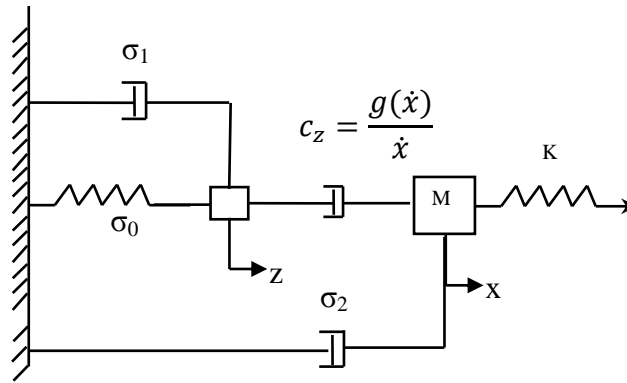 σ₁
c_z = g(ẋ)/ẋ
K
M
σ₀
z
σ₂
x